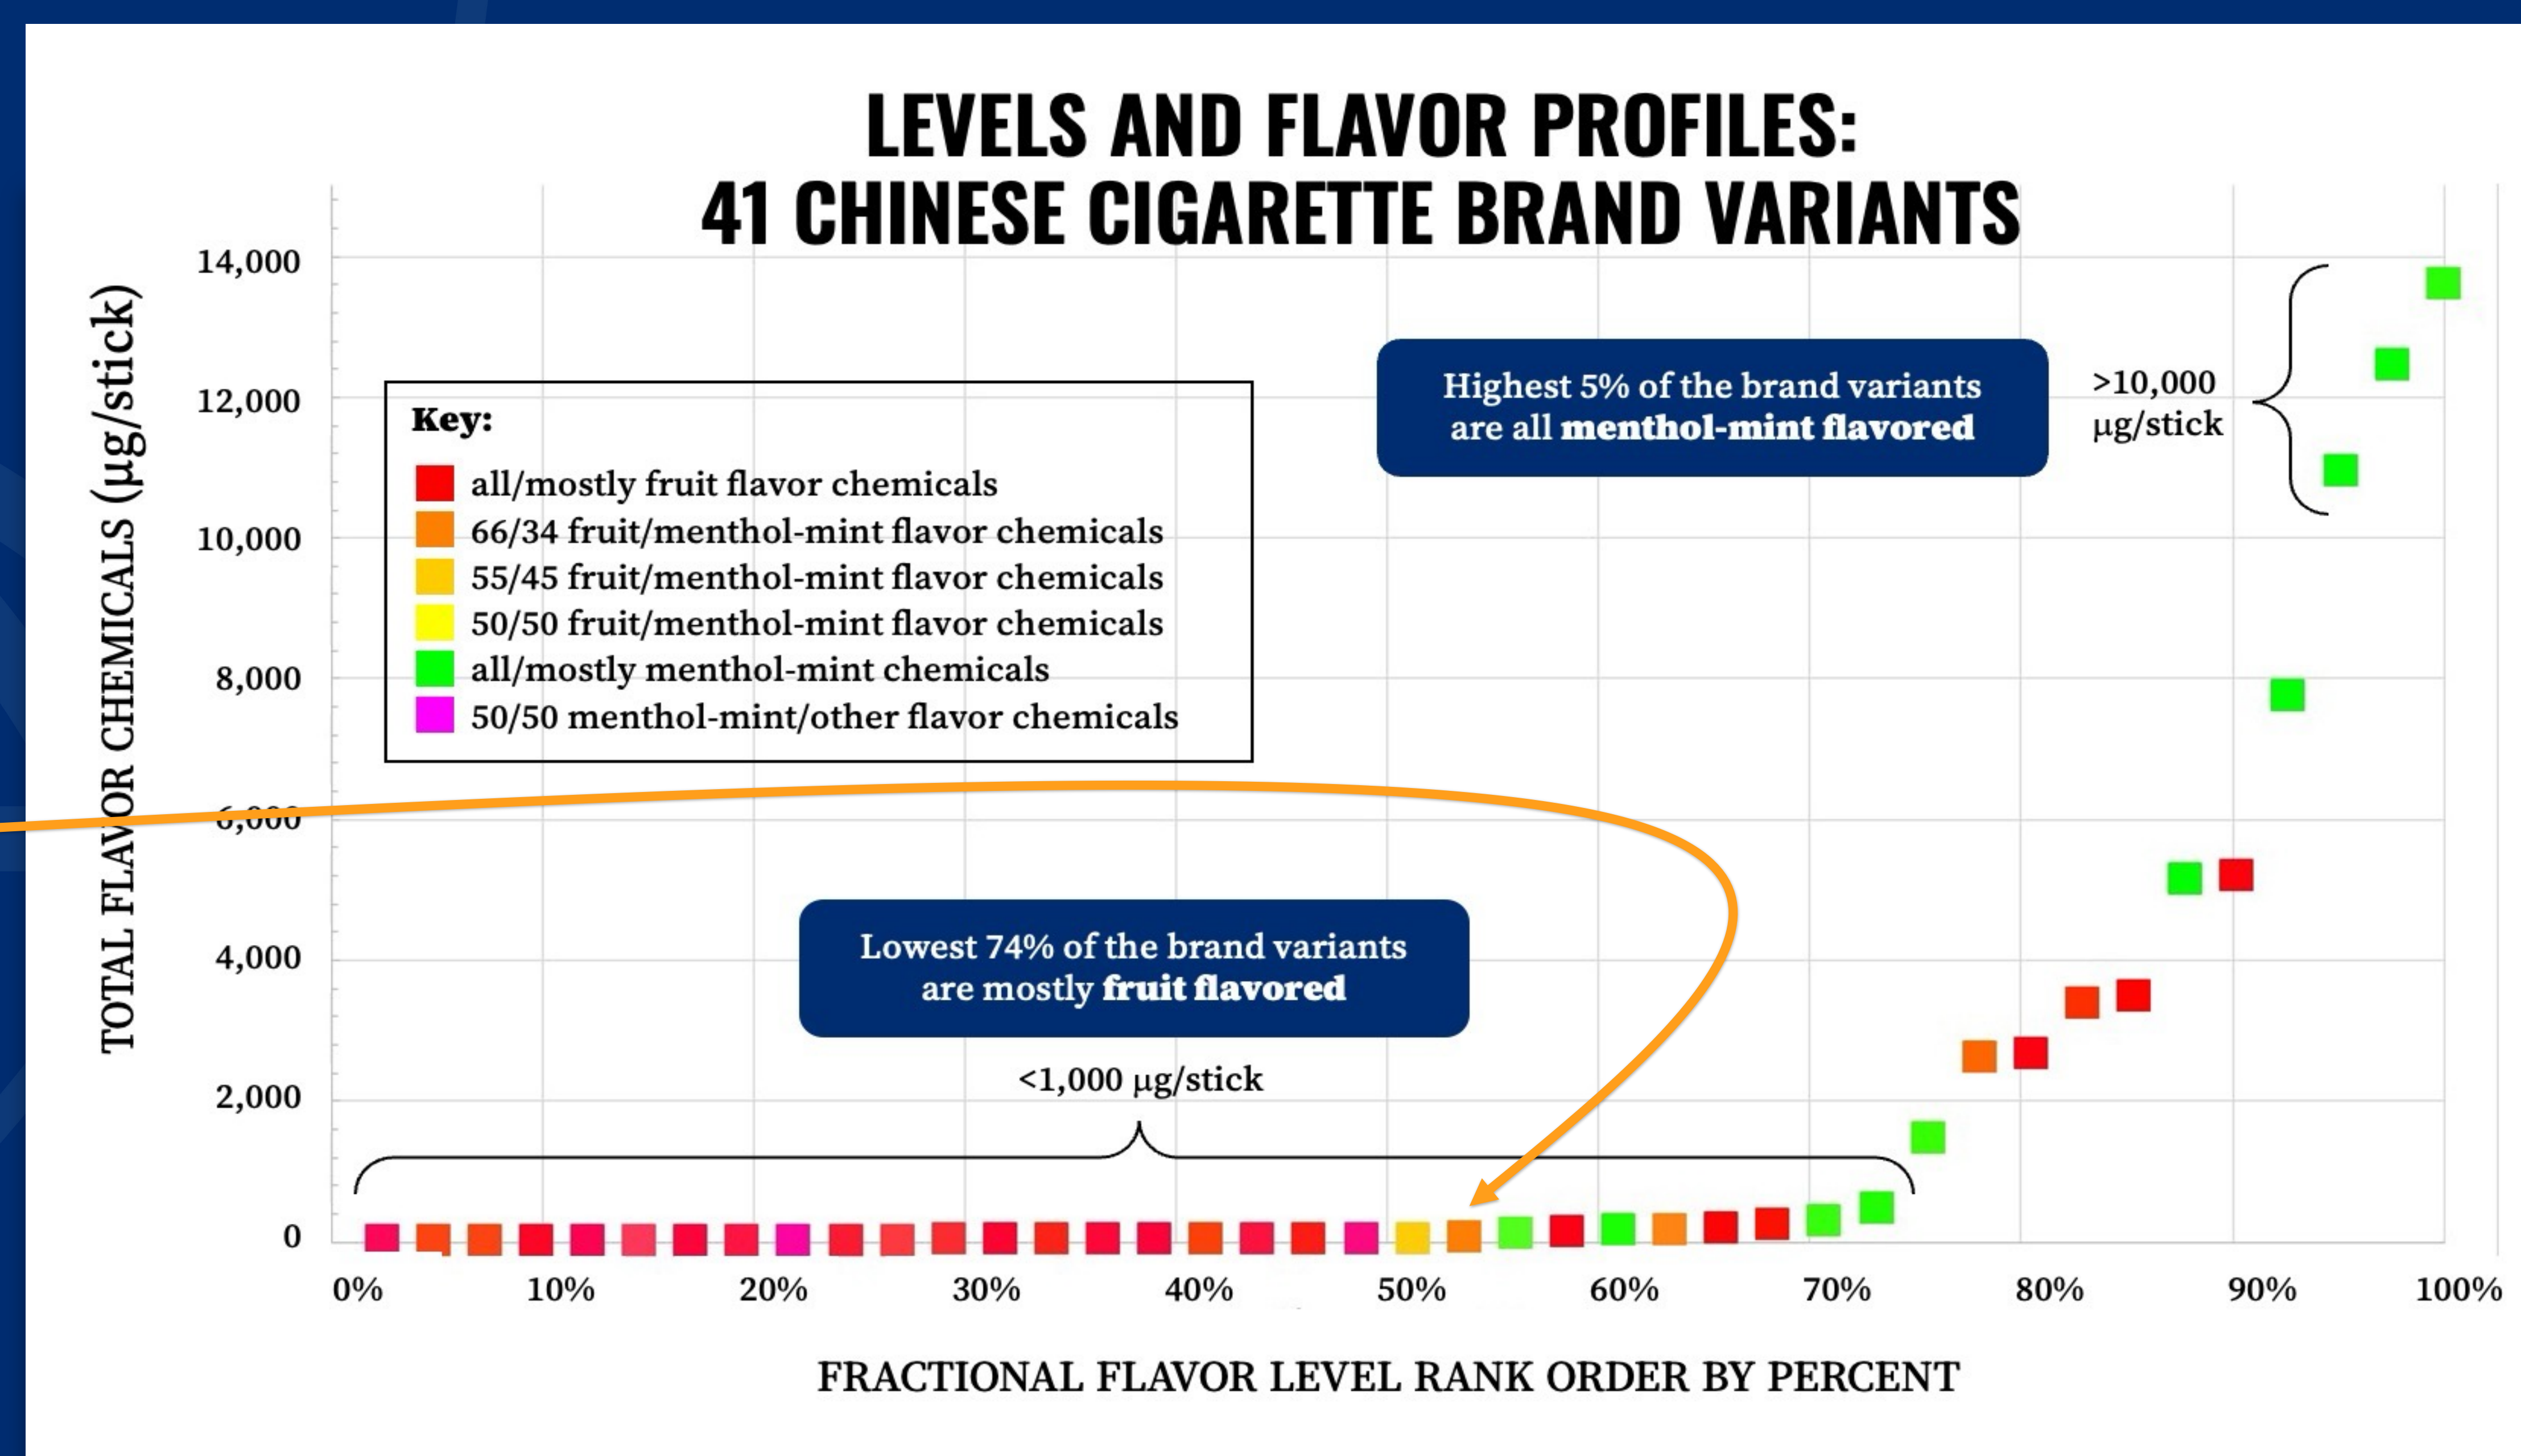 LEVELS AND FLAVOR PROFILES:
41 CHINESE CIGARETTE BRAND VARIANTS
TOTAL FLAVOR CHEMICALS (µg/stick)
14,000
12,000
10,000
8,000
6,000
4,000
2,000
0
Key:
all/mostly fruit flavor chemicals
66/34 fruit/menthol-mint flavor chemicals
55/45 fruit/menthol-mint flavor chemicals
50/50 fruit/menthol-mint flavor chemicals
all/mostly menthol-mint chemicals
50/50 menthol-mint/other flavor chemicals
Highest 5% of the brand variants
are all menthol-mint flavored
>10,000
µg/stick
Lowest 74% of the brand variants
are mostly fruit flavored
<1,000 µg/stick
0% 10% 20% 30% 40% 50% 60% 70% 80% 90% 100%
FRACTIONAL FLAVOR LEVEL RANK ORDER BY PERCENT